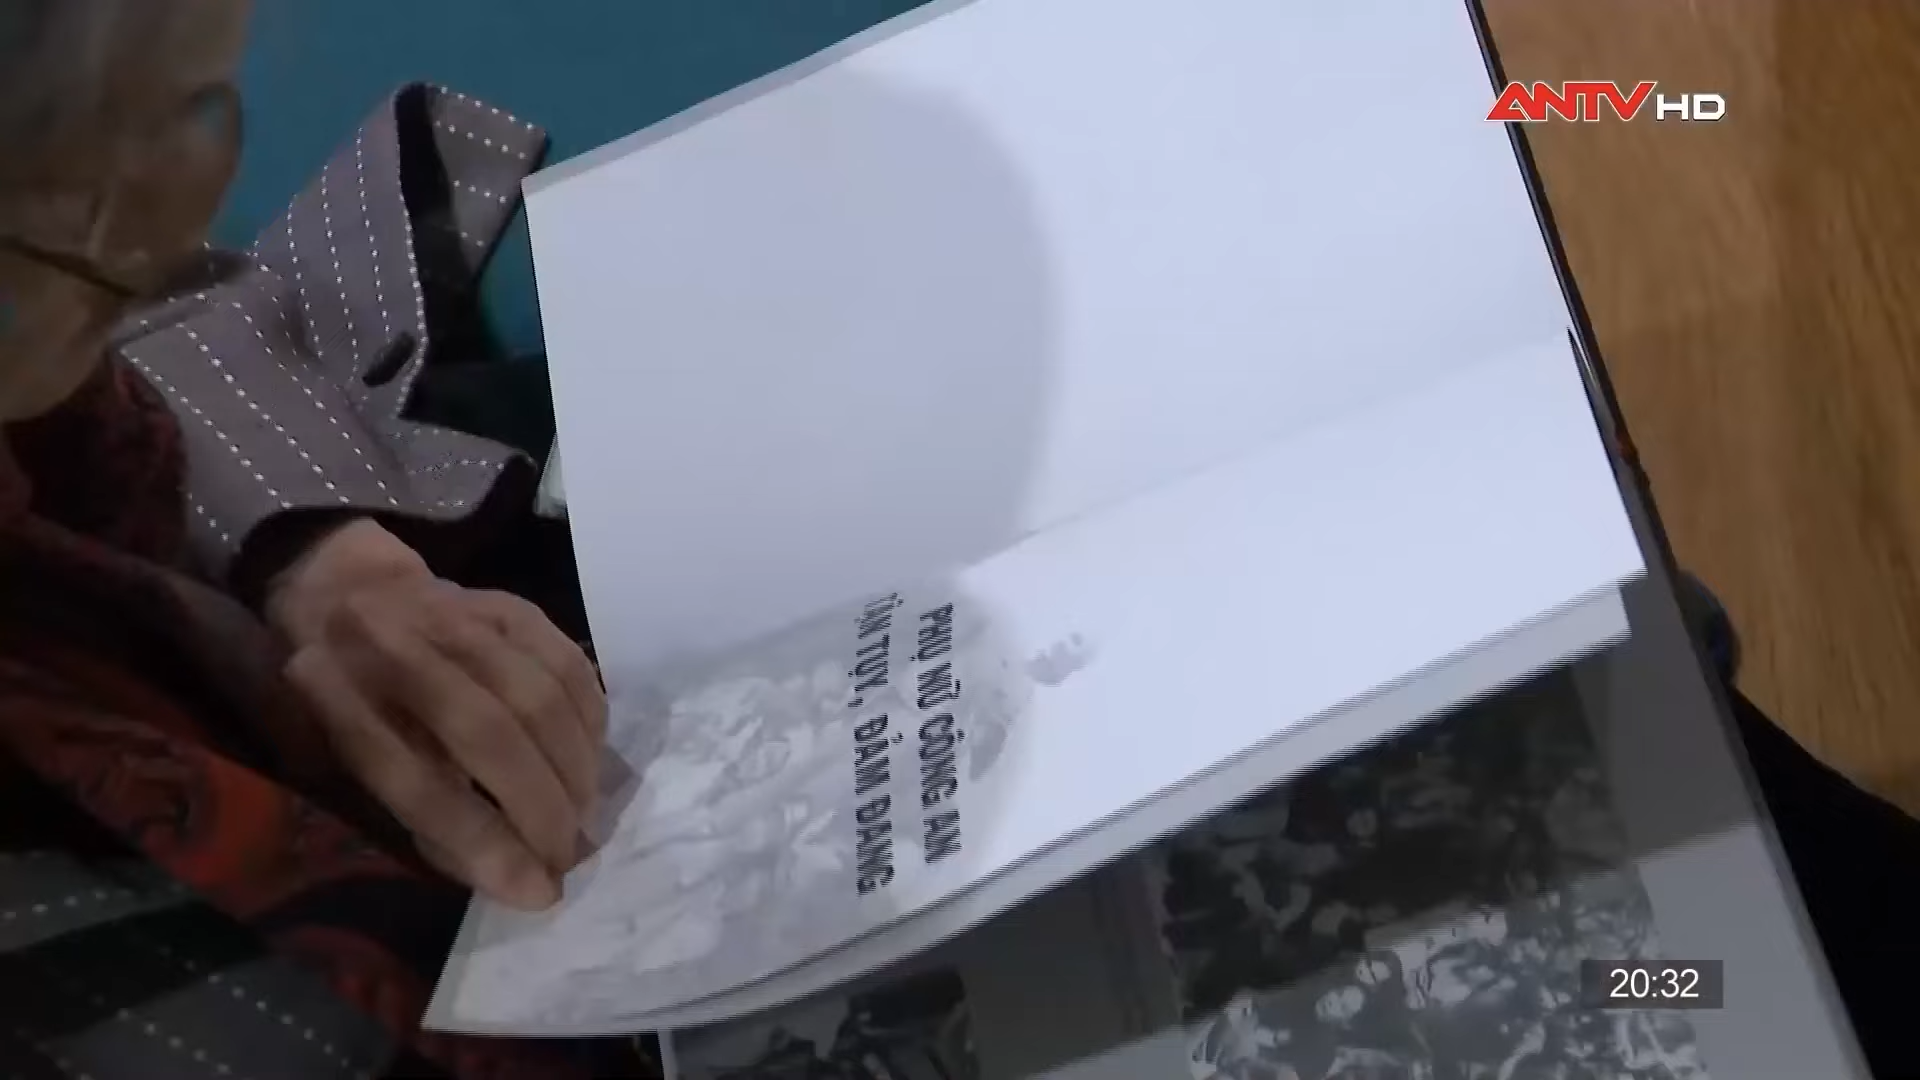 ANTV HD
PHỤ NỮ CÔNG AN
TẬN TỤY, ĐẢM ĐANG
20:32